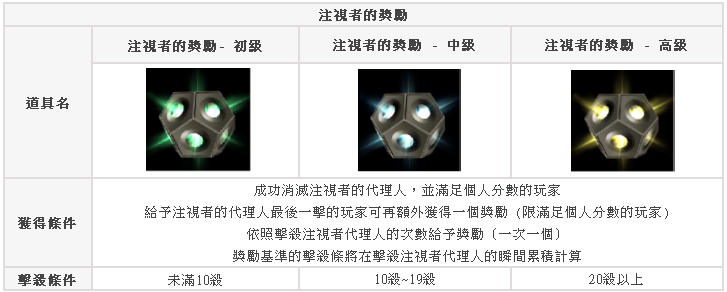 注視者的獎勵
道具名
注視者的獎勵- 初級
注視者的獎勵 - 中級
注視者的獎勵 - 高級
獲得條件
成功消滅注視者的代理人，並滿足個人分數的玩家
給予注視者的代理人最後一擊的玩家可再額外獲得一個獎勵 (限滿足個人分數的玩家)
依照擊殺注視者代理人的次數給予獎勵〔一次一個〕
獎勵基準的擊殺條將在擊殺注視者代理人的瞬間累積計算
擊殺條件
未滿10殺
10殺~19殺
20殺以上